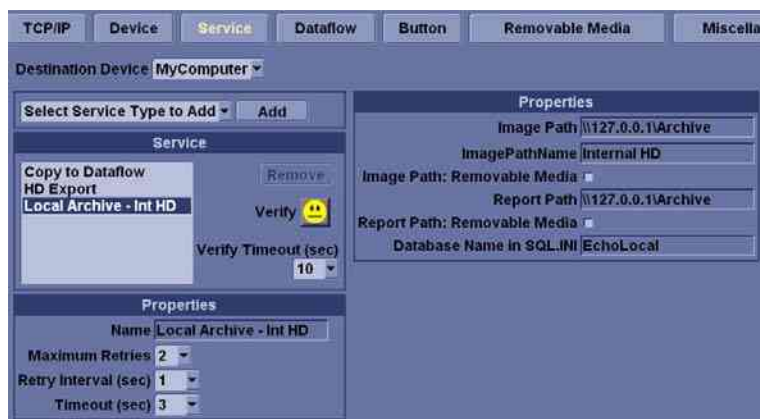 TCP/IP Device Service Dataflow Button Removable Media Miscella
Destination Device MyComputer
Select Service Type to Add Add
Service
Copy to Dataflow
HD Export
Local Archive - Int HD
Remove
Verify
Verify Timeout (sec)
10
Properties
Name Local Archive - Int HD
Maximum Retries 2
Retry Interval (sec) 1
Timeout (sec) 3
Properties
Image Path \\127.0.0.1\Archive
ImagePathName Internal HD
Image Path: Removable Media
Report Path \\127.0.0.1\Archive
Report Path: Removable Media
Database Name in SQL.INI EchoLocal